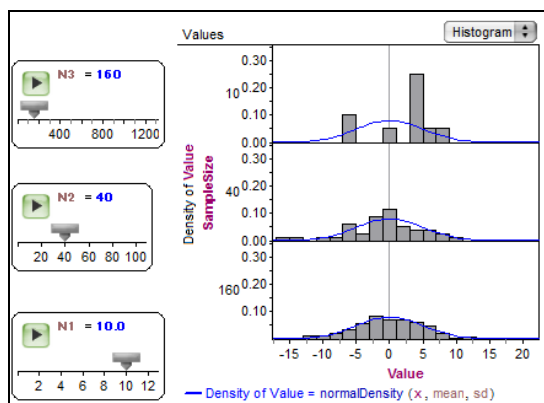 Values
Histogram
N3 = 160
400 800 1200
N2 = 40
20 40 60 80 100
N1 = 10.0
2 4 6 8 10 12
Density of Value
SampleSize
10
0.30
0.20
0.10
0.00
40
0.30
0.20
0.10
0.00
160
0.30
0.20
0.10
-15 -10 -5 0 5 10 15 20
Value
Density of Value = normalDensity (x, mean, sd)